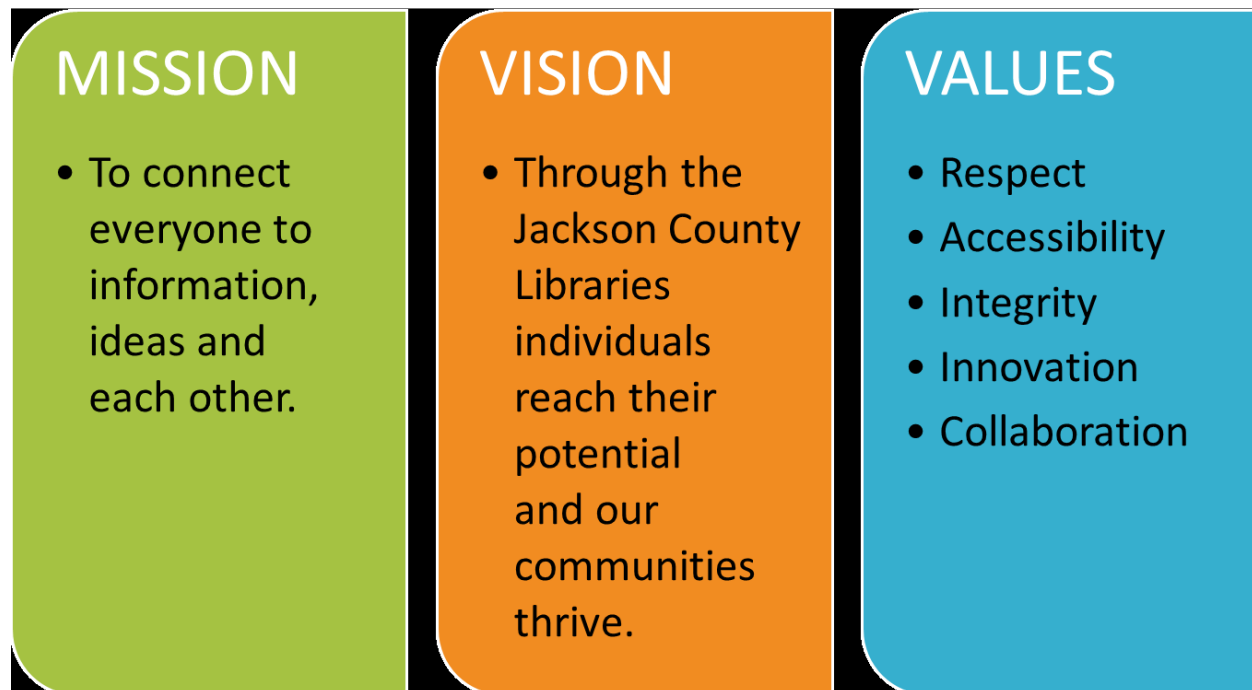 MISSION
• To connect
everyone to
information,
ideas and
each other.
VISION
• Through the
Jackson County
Libraries
individuals
reach their
potential
and our
communities
thrive.
VALUES
• Respect
• Accessibility
• Integrity
• Innovation
• Collaboration